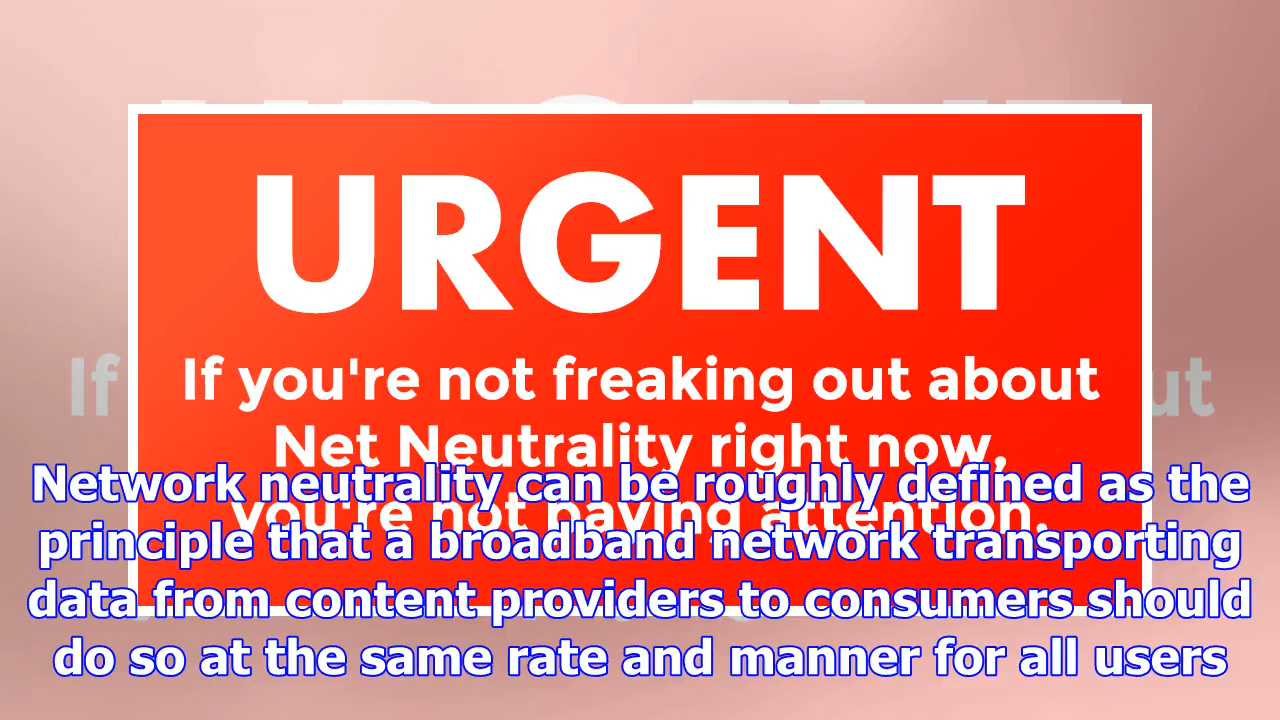 URGENT
If you're not freaking out about
Net Neutrality right now,
you're not paying attention.
Network neutrality can be roughly defined as the
principle that a broadband network transporting
data from content providers to consumers should
do so at the same rate and manner for all users